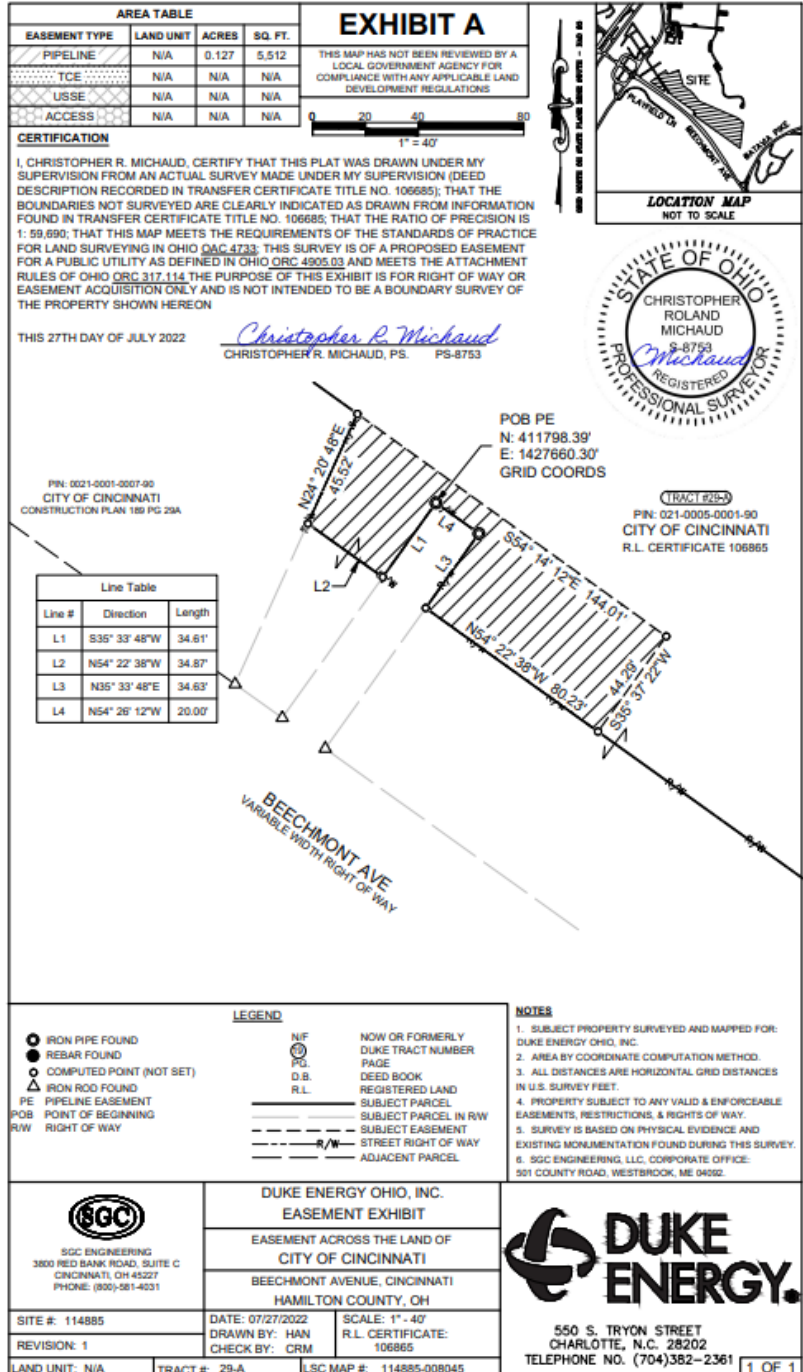 AREA TABLE
EASEMENT TYPE LAND UNIT ACRES SQ. FT.
PIPELINE N/A 0.127 5,512
TCE N/A N/A N/A
USSE N/A N/A N/A
ACCESS N/A N/A N/A
EXHIBIT A
THIS MAP HAS NOT BEEN REVIEWED BY A
LOCAL GOVERNMENT AGENCY FOR
COMPLIANCE WITH ANY APPLICABLE LAND
DEVELOPMENT REGULATIONS
0 20 40 80
1" = 40'
SITE
PLAYFIELD LN
BEECHMONT AVE
BATAVIA PIKE
LOCATION MAP
NOT TO SCALE
CERTIFICATION
I, CHRISTOPHER R. MICHAUD, CERTIFY THAT THIS PLAT WAS DRAWN UNDER MY
SUPERVISION FROM AN ACTUAL SURVEY MADE UNDER MY SUPERVISION (DEED
DESCRIPTION RECORDED IN TRANSFER CERTIFICATE TITLE NO. 106685); THAT THE
BOUNDARIES NOT SURVEYED ARE CLEARLY INDICATED AS DRAWN FROM INFORMATION
FOUND IN TRANSFER CERTIFICATE TITLE NO. 106685; THAT THE RATIO OF PRECISION IS
1: 59,690; THAT THIS MAP MEETS THE REQUIREMENTS OF THE STANDARDS OF PRACTICE
FOR LAND SURVEYING IN OHIO OAC 4733; THIS SURVEY IS OF A PROPOSED EASEMENT
FOR A PUBLIC UTILITY AS DEFINED IN OHIO ORC 4905.03 AND MEETS THE ATTACHMENT
RULES OF OHIO ORC 317.114 THE PURPOSE OF THIS EXHIBIT IS FOR RIGHT OF WAY OR
EASEMENT ACQUISITION ONLY AND IS NOT INTENDED TO BE A BOUNDARY SURVEY OF
THE PROPERTY SHOWN HEREON
THIS 27TH DAY OF JULY 2022
Christopher R. Michaud
CHRISTOPHER R. MICHAUD, PS. PS-8753
STATE OF OHIO
CHRISTOPHER
ROLAND
MICHAUD
S-8753
CMichaud
REGISTERED
PROFESSIONAL SURVEYOR
POB PE
N: 411798.39'
E: 1427660.30'
GRID COORDS
PIN: 0021-0001-0007-90
CITY OF CINCINNATI
CONSTRUCTION PLAN 189 PG 29A
TRACT #29-A
PIN: 021-0005-0001-90
CITY OF CINCINNATI
R.L. CERTIFICATE 106865
N24° 20' 48"E
45.52'
L1
L2
L3
L4
S54° 14' 12"E 144.01'
N54° 22' 38"W 80.23'
44.29'
S35° 37' 22"W
R/W
R/W
Line Table
Line # Direction Length
L1 S35° 33' 48"W 34.61'
L2 N54° 22' 38"W 34.87'
L3 N35° 33' 48"E 34.63'
L4 N54° 26' 12"W 20.00'
BEECHMONT AVE
VARIABLE WIDTH RIGHT OF WAY
LEGEND
IRON PIPE FOUND
REBAR FOUND
COMPUTED POINT (NOT SET)
IRON ROD FOUND
PE PIPELINE EASEMENT
POB POINT OF BEGINNING
R/W RIGHT OF WAY
N/F NOW OR FORMERLY
DUKE TRACT NUMBER
PG. PAGE
D.B. DEED BOOK
R.L. REGISTERED LAND
SUBJECT PARCEL
SUBJECT PARCEL IN R/W
SUBJECT EASEMENT
R/W STREET RIGHT OF WAY
ADJACENT PARCEL
NOTES
1. SUBJECT PROPERTY SURVEYED AND MAPPED FOR:
DUKE ENERGY OHIO, INC.
2. AREA BY COORDINATE COMPUTATION METHOD.
3. ALL DISTANCES ARE HORIZONTAL GRID DISTANCES
IN U.S. SURVEY FEET.
4. PROPERTY SUBJECT TO ANY VALID & ENFORCEABLE
EASEMENTS, RESTRICTIONS, & RIGHTS OF WAY.
5. SURVEY IS BASED ON PHYSICAL EVIDENCE AND
EXISTING MONUMENTATION FOUND DURING THIS SURVEY.
6. SGC ENGINEERING, LLC, CORPORATE OFFICE:
501 COUNTY ROAD, WESTBROOK, ME 04092.
SGC
SGC ENGINEERING
3800 RED BANK ROAD, SUITE C
CINCINNATI, OH 45227
PHONE: (800)-581-4031
DUKE ENERGY OHIO, INC.
EASEMENT EXHIBIT
EASEMENT ACROSS THE LAND OF
CITY OF CINCINNATI
BEECHMONT AVENUE, CINCINNATI
HAMILTON COUNTY, OH
SITE #: 114885
REVISION: 1
DATE: 07/27/2022
DRAWN BY: HAN
CHECK BY: CRM
SCALE: 1" - 40'
R.L. CERTIFICATE:
106865
LAND UNIT: N/A TRACT #: 29-A LSC MAP #: 114885-008045
DUKE
ENERGY.
550 S. TRYON STREET
CHARLOTTE, N.C. 28202
TELEPHONE NO. (704)382-2361
1 OF